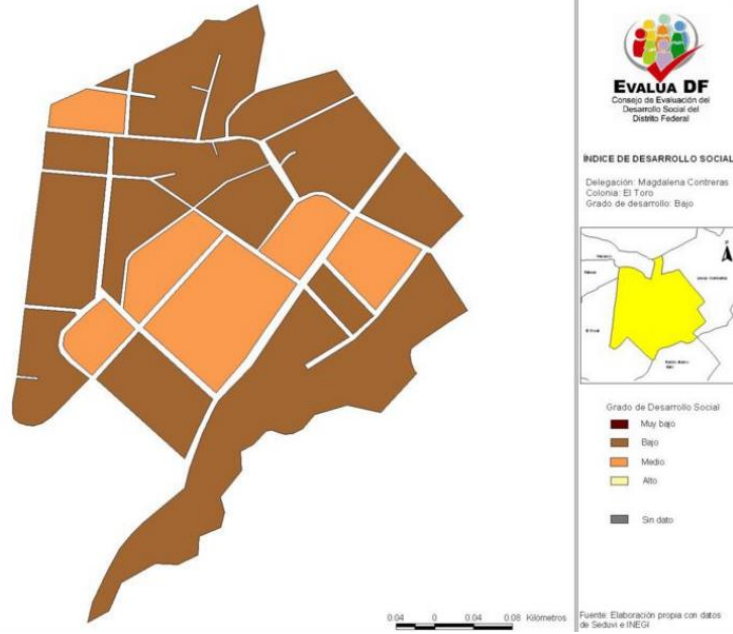 EVALUA DF
Consejo de Evaluación del
Desarrollo Social del
Distrito Federal
ÍNDICE DE DESARROLLO SOCIAL
Delegación: Magdalena Contreras
Colonia: El Toro
Grado de desarrollo: Bajo
Grado de Desarrollo Social
Muy bajo
Bajo
Medio
Alto
Sin dato
0.04 0 0.04 0.08 Kilómetros
Fuente: Elaboración propia con datos
de Seduvi e INEGI